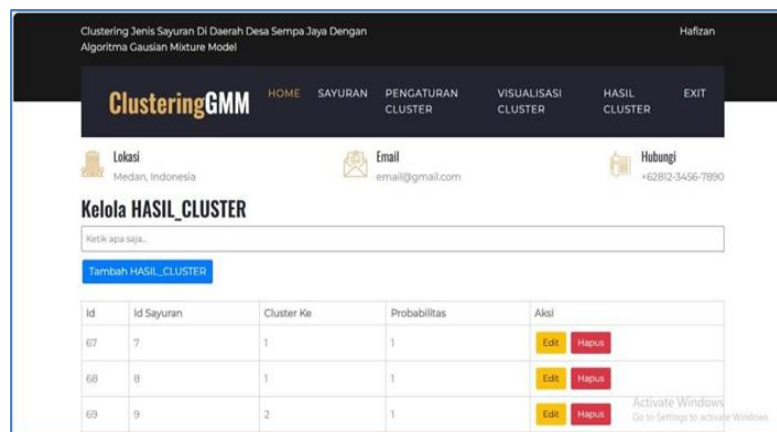 Clustering Jenis Sayuran Di Daerah Desa Sempa Jaya Dengan
Algoritma Gausian Mixture Model
Hafizan
ClusteringGMM
HOME
SAYURAN
PENGATURAN
CLUSTER
VISUALISASI
CLUSTER
HASIL
CLUSTER
EXIT
Lokasi
Medan, Indonesia
Email
email@gmail.com
Hubungi
+62812-3456-7890
Kelola HASIL_CLUSTER
Ketik apa saja...
Tambah HASIL_CLUSTER
Id Id Sayuran Cluster Ke Probabilitas Aksi
67 7 1 1 Edit Hapus
68 8 1 1 Edit Hapus
69 9 2 1 Edit Hapus
Activate Windows
Go to Settings to activate Windows.